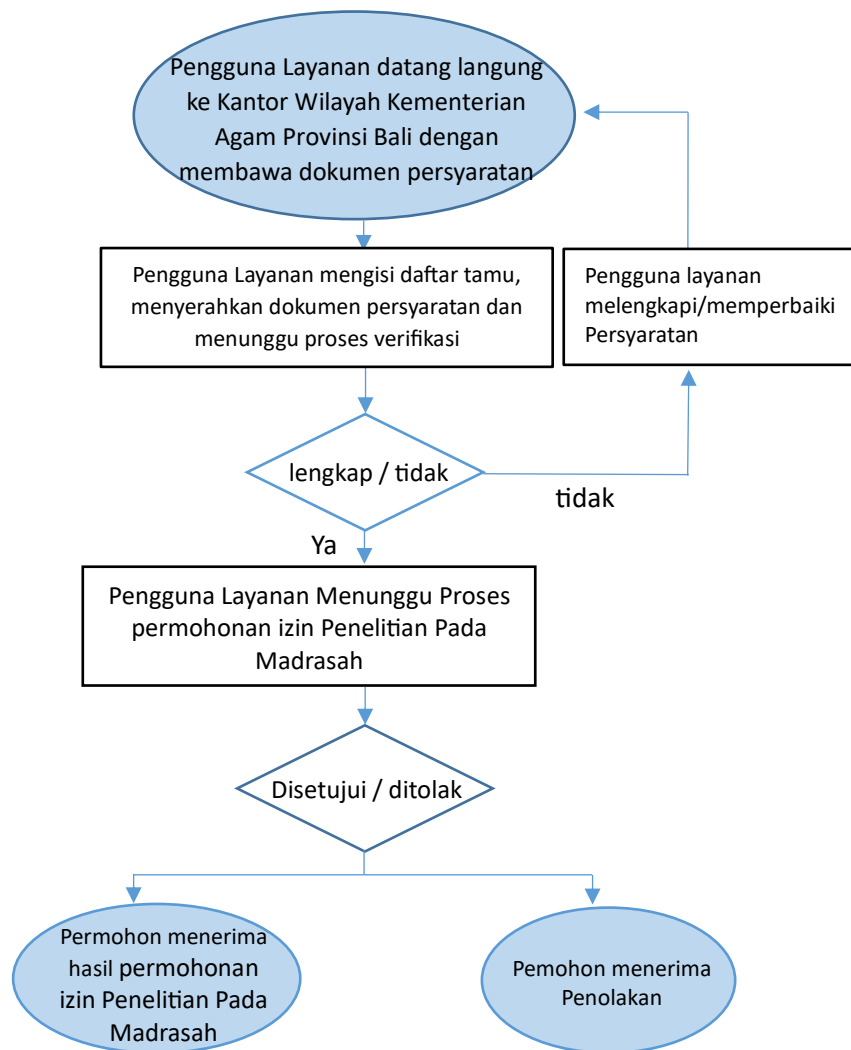 Pengguna Layanan datang langung
ke Kantor Wilayah Kementerian
Agam Provinsi Bali dengan
membawa dokumen persyaratan
Pengguna Layanan mengisi daftar tamu,
menyerahkan dokumen persyaratan dan
menunggu proses verifikasi
Pengguna layanan
melengkapi/memperbaiki
Persyaratan
lengkap / tidak
tidak
Ya
Pengguna Layanan Menunggu Proses
permohonan izin Penelitian Pada
Madrasah
Disetujui / ditolak
Permohon menerima
hasil permohonan
izin Penelitian Pada
Madrasah
Pemohon menerima
Penolakan